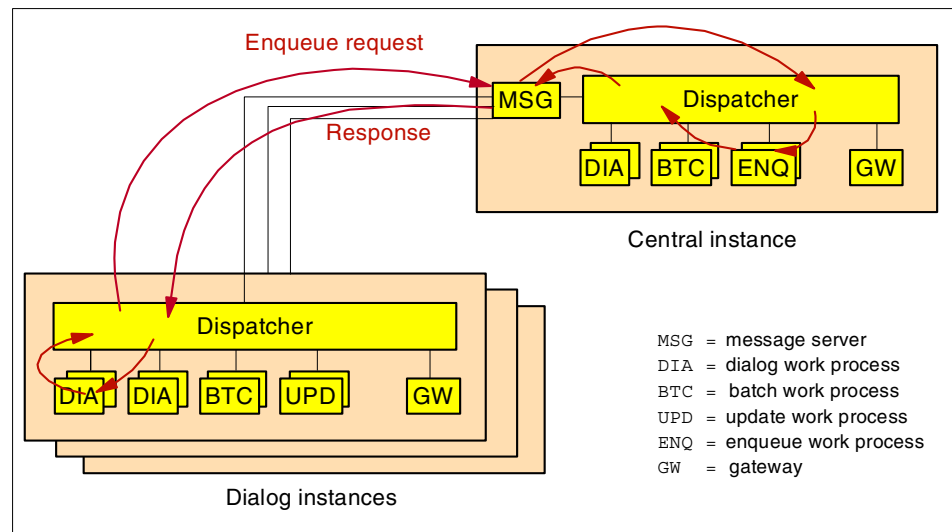 Enqueue request
MSG
Dispatcher
Response
DIA
BTC
ENQ
GW
Central instance
Dispatcher
DIA
DIA
BTC
UPD
GW
Dialog instances
MSG = message server
DIA = dialog work process
BTC = batch work process
UPD = update work process
ENQ = enqueue work process
GW = gateway